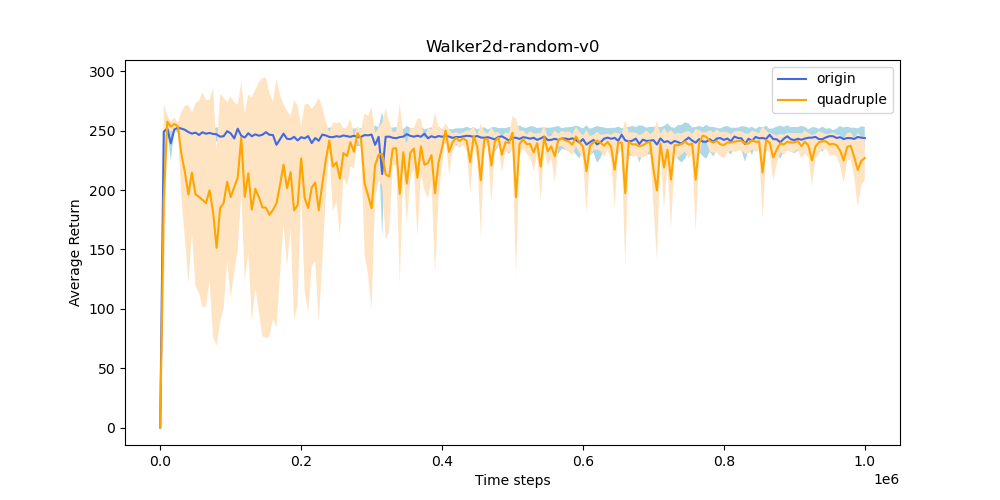 Walker2d-random-v0
origin
quadruple
Average Return
300
250
200
150
100
50
0
0.0 0.2 0.4 0.6 0.8 1.0
1e6
Time steps